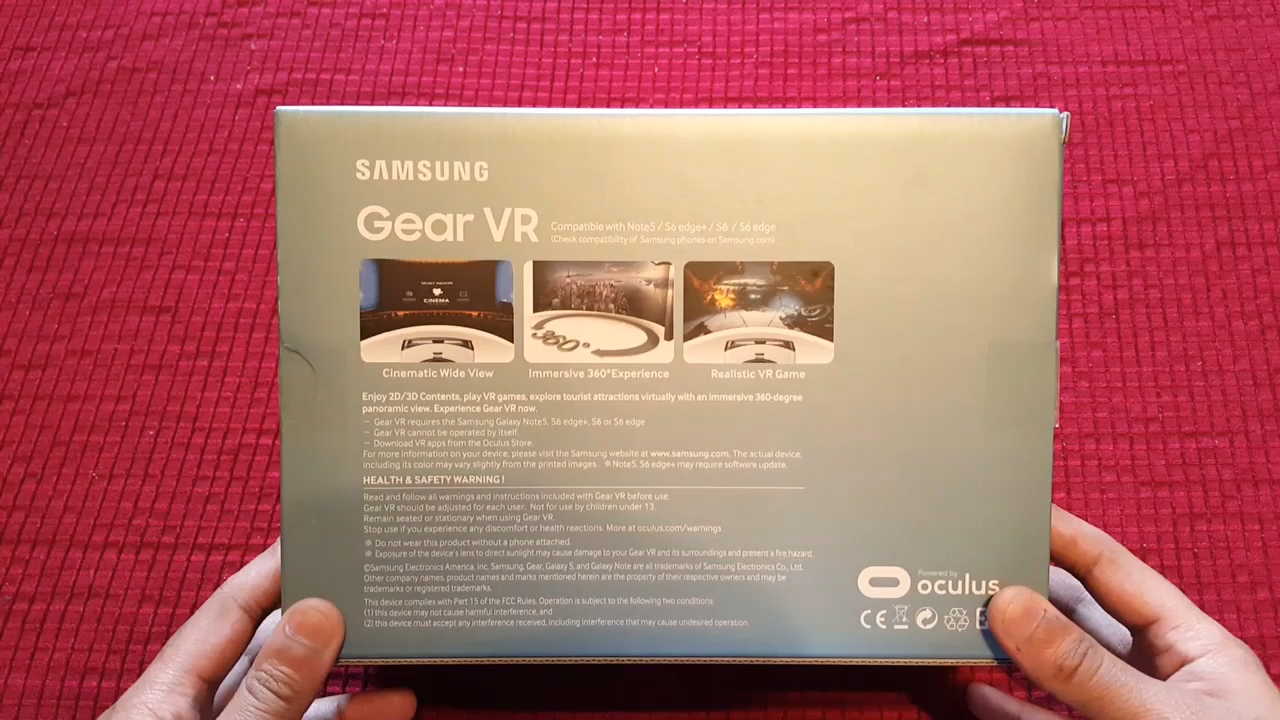 SAMSUNG
Gear VR
Compatible with Note5 / S6 edge+ / S6 / S6 edge
(Check compatibility of Samsung phones on Samsung.com)
SELECT THEATER
CINEMA
360°
Cinematic Wide View
Immersive 360°Experience
Realistic VR Game
Enjoy 2D/3D Contents, play VR games, explore tourist attractions virtually with an immersive 360-degree
panoramic view. Experience Gear VR now.
— Gear VR requires the Samsung Galaxy Note5, S6 edge+, S6 or S6 edge
— Gear VR cannot be operated by itself.
— Download VR apps from the Oculus Store.
For more information on your device, please visit the Samsung website at www.samsung.com. The actual device,
including its color may vary slightly from the printed images. ※Note5, S6 edge+ may require software update.
HEALTH & SAFETY WARNING!
Read and follow all warnings and instructions included with Gear VR before use.
Gear VR should be adjusted for each user. Not for use by children under 13.
Remain seated or stationary when using Gear VR.
Stop use if you experience any discomfort or health reactions. More at oculus.com/warnings
※ Do not wear this product without a phone attached.
※ Exposure of the device's lens to direct sunlight may cause damage to your Gear VR and its surroundings and present a fire hazard.
©Samsung Electronics America, Inc. Samsung, Gear, Galaxy S, and Galaxy Note are all trademarks of Samsung Electronics Co., Ltd.
Other company names, product names and marks mentioned herein are the property of their respective owners and may be
trademarks or registered trademarks.
This device complies with Part 15 of the FCC Rules. Operation is subject to the following two conditions:
(1) this device may not cause harmful interference, and
(2) this device must accept any interference received, including interference that may cause undesired operation.
Powered by
oculus
CE